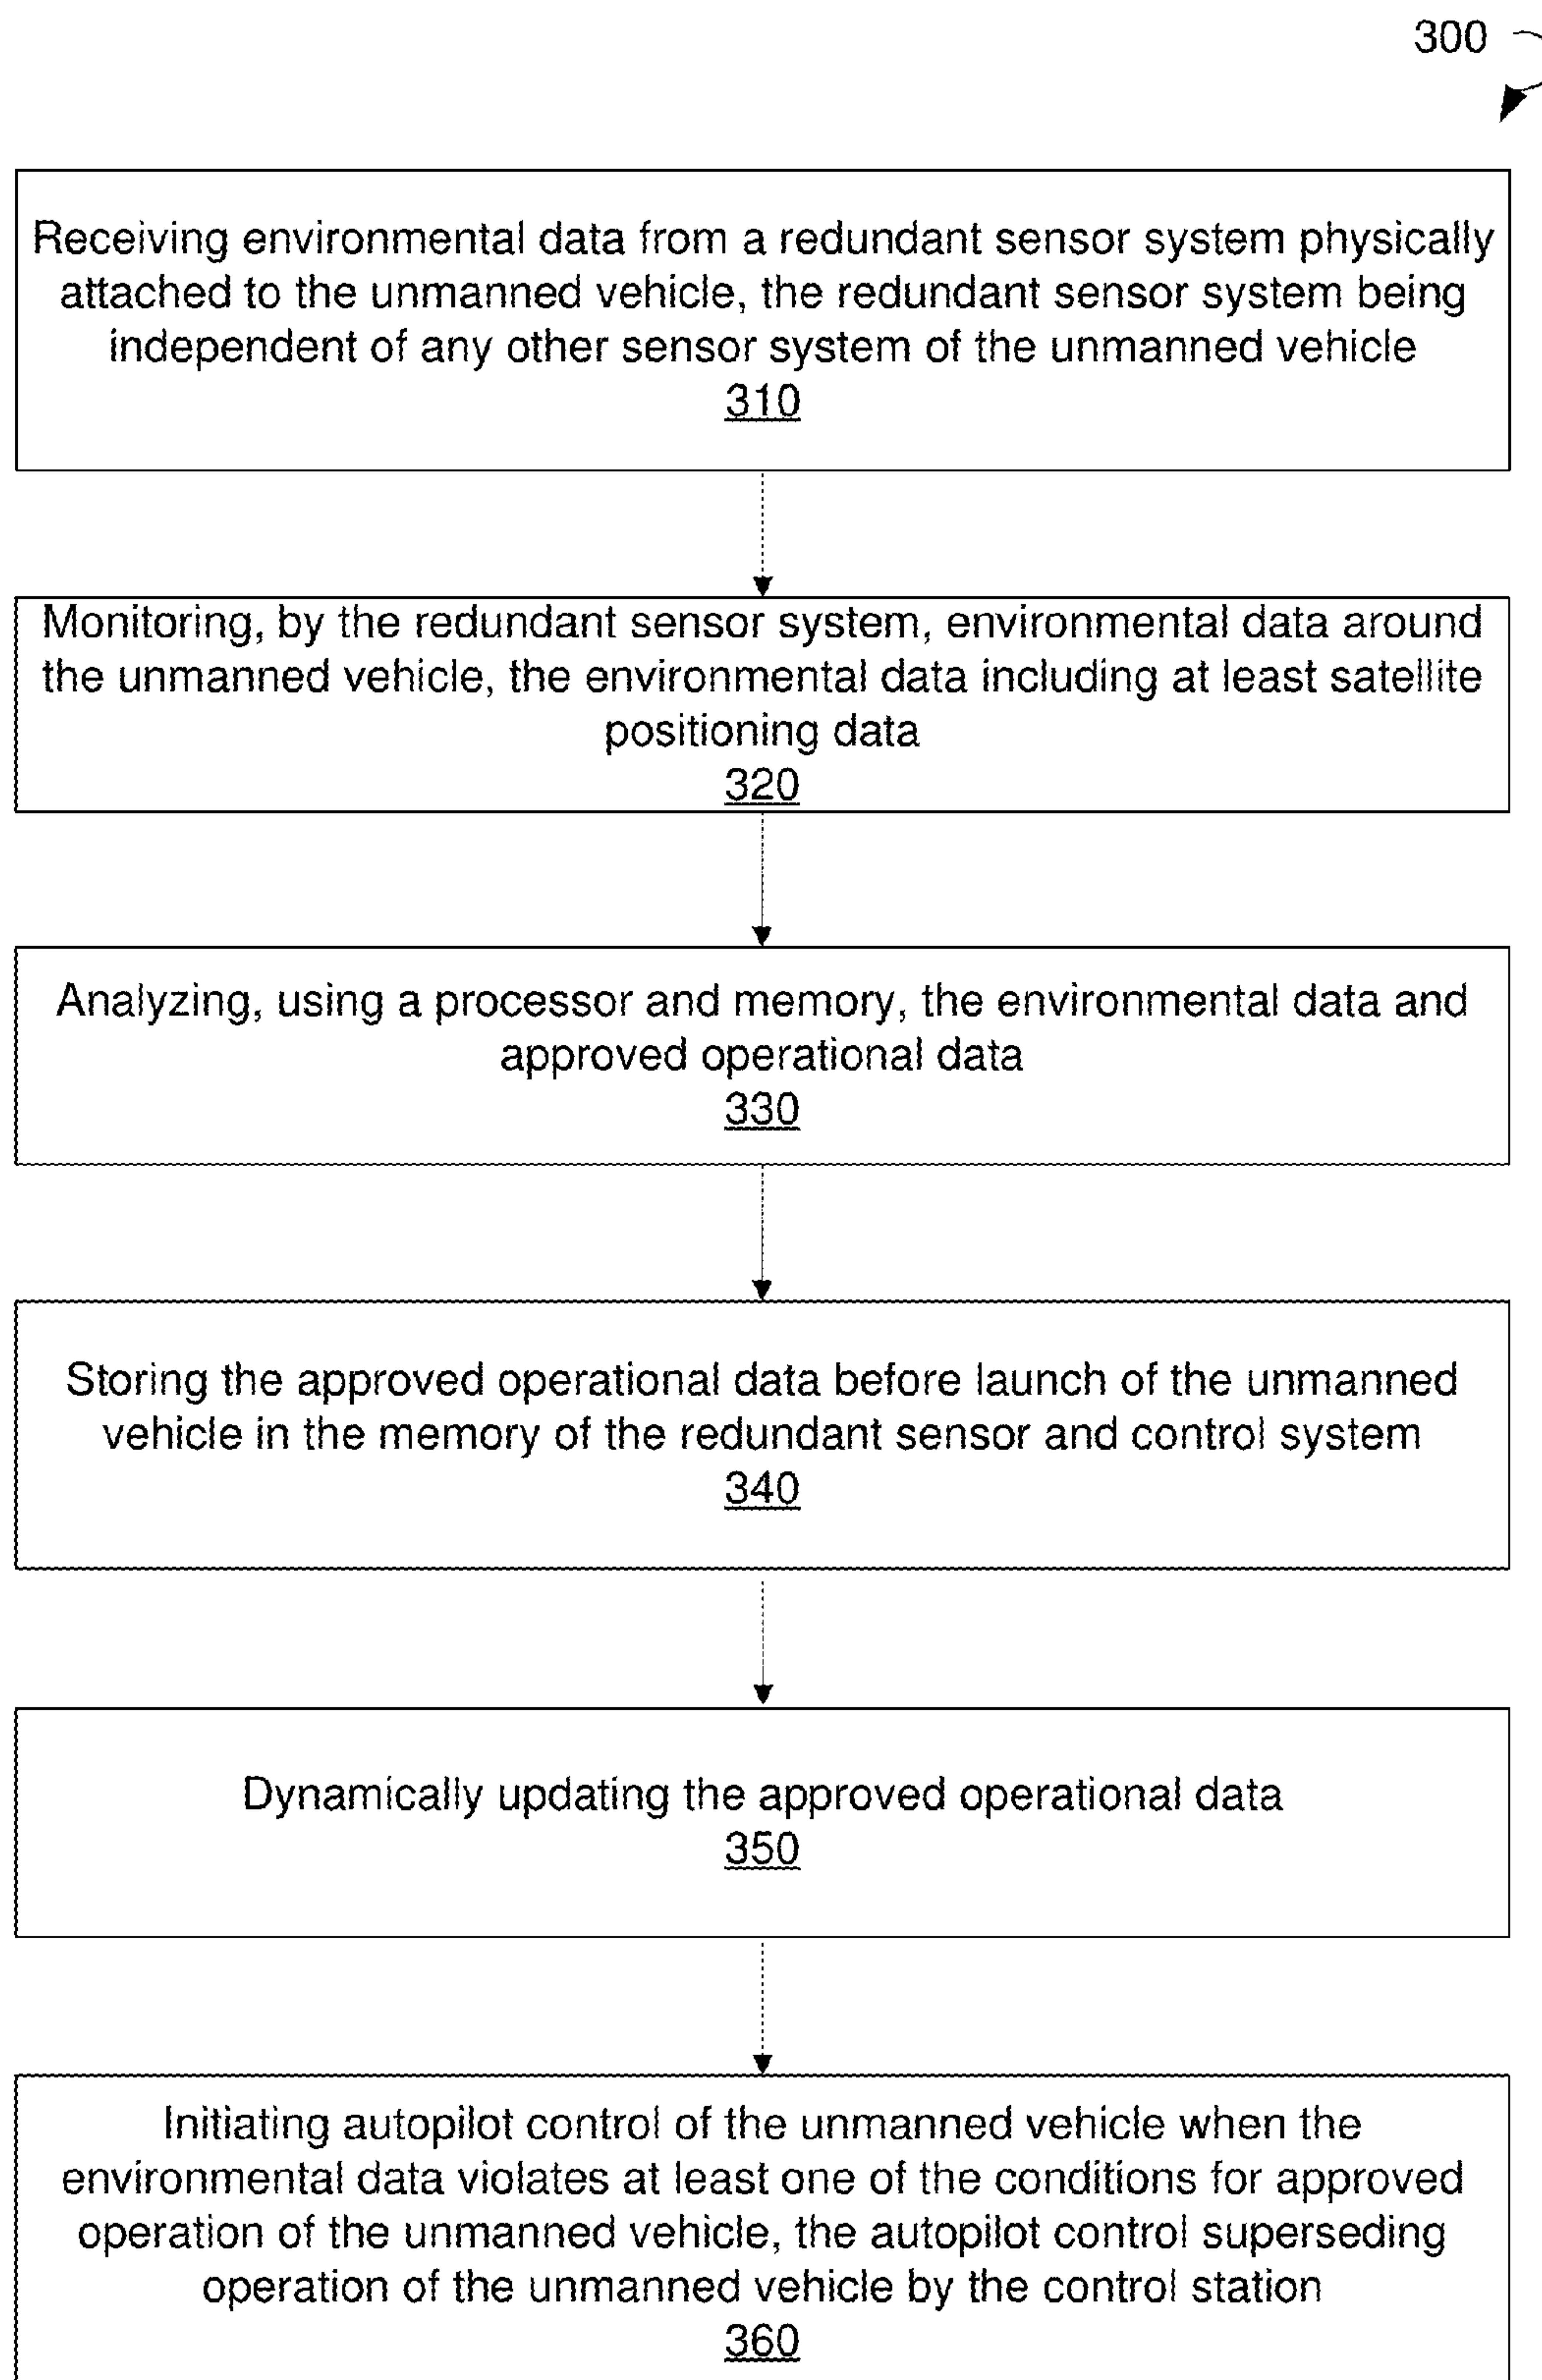 300
Receiving environmental data from a redundant sensor system physically
attached to the unmanned vehicle, the redundant sensor system being
independent of any other sensor system of the unmanned vehicle
310
Monitoring, by the redundant sensor system, environmental data around
the unmanned vehicle, the environmental data including at least satellite
positioning data
320
Analyzing, using a processor and memory, the environmental data and
approved operational data
330
Storing the approved operational data before launch of the unmanned
vehicle in the memory of the redundant sensor and control system
340
Dynamically updating the approved operational data
350
Initiating autopilot control of the unmanned vehicle when the
environmental data violates at least one of the conditions for approved
operation of the unmanned vehicle, the autopilot control superseding
operation of the unmanned vehicle by the control station
360